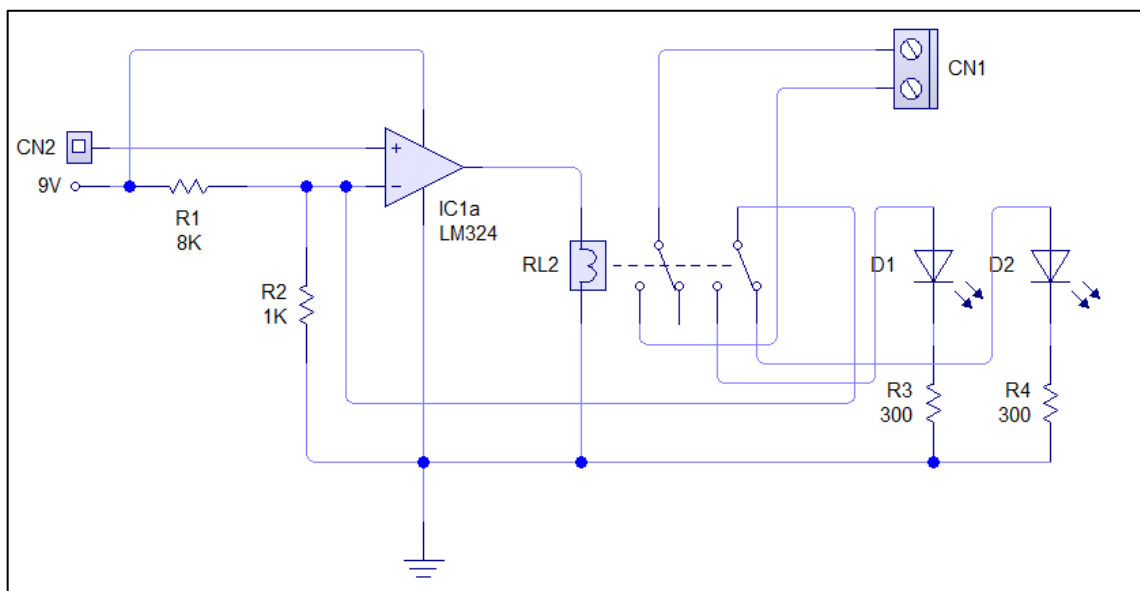 CN1
CN2
+
9V
−
R1
8K
IC1a
LM324
RL2
D1
D2
R2
1K
R3
300
R4
300